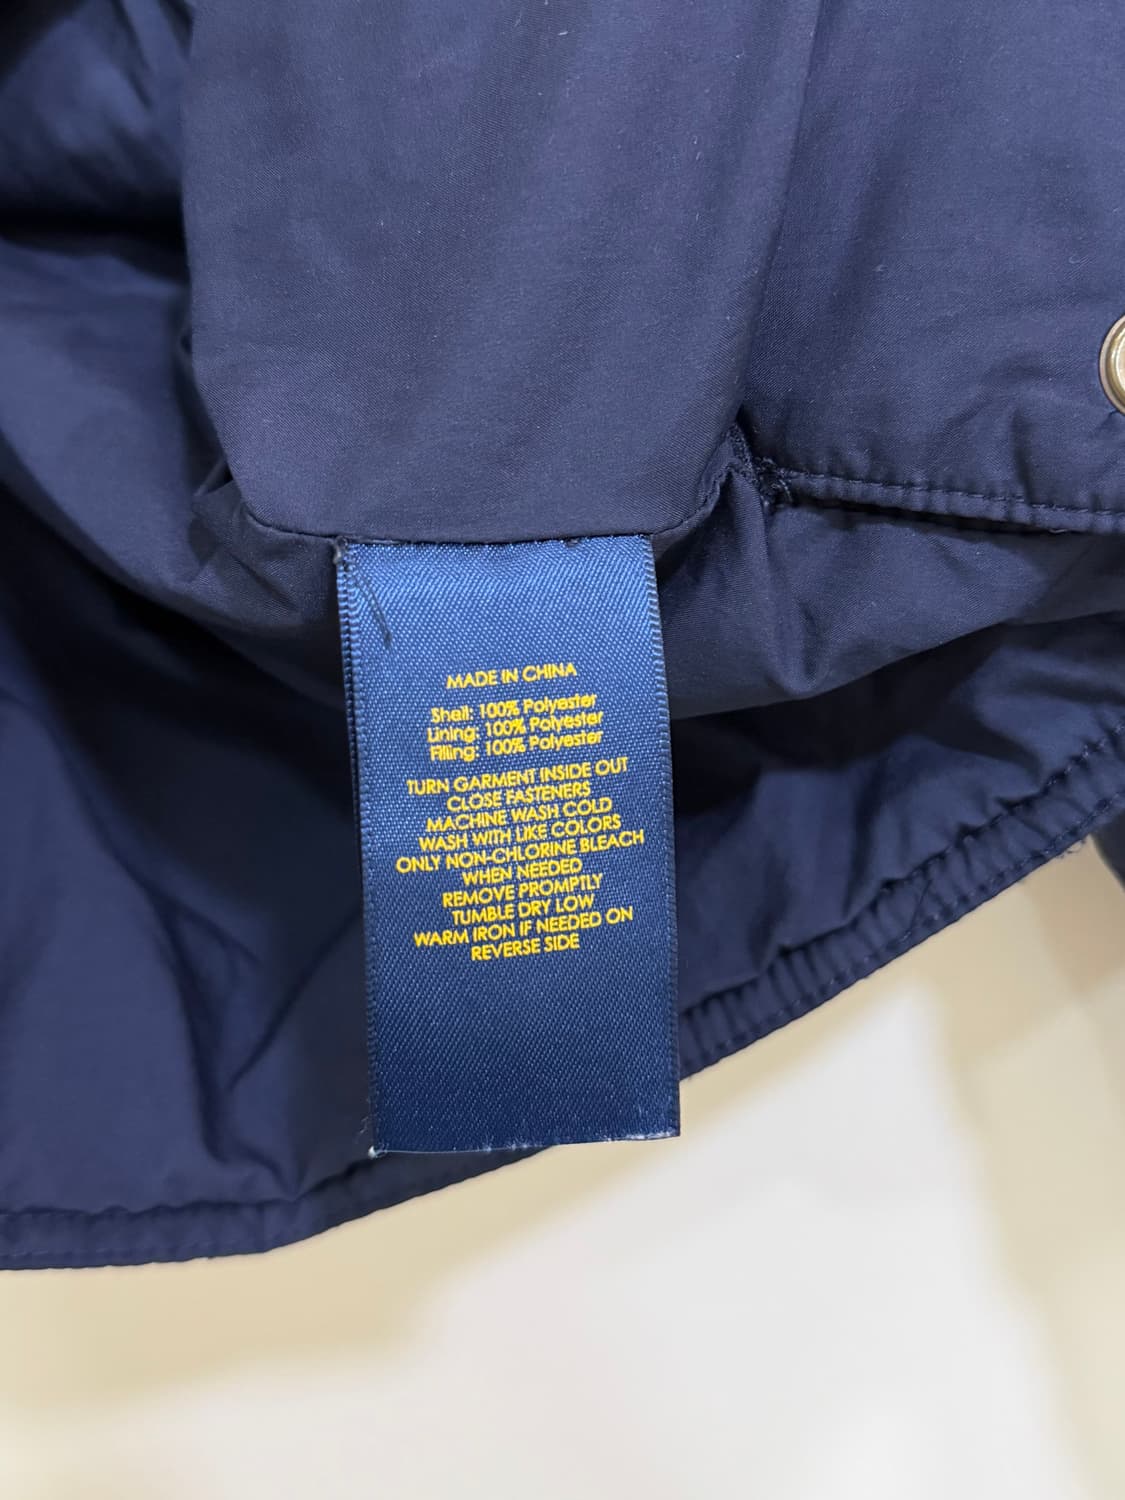 MADE IN CHINA
Shell: 100% Polyester
Lining: 100% Polyester
Filling: 100% Polyester
TURN GARMENT INSIDE OUT
CLOSE FASTENERS
MACHINE WASH COLD
WASH WITH LIKE COLORS
ONLY NON-CHLORINE BLEACH
WHEN NEEDED
REMOVE PROMPTLY
TUMBLE DRY LOW
WARM IRON IF NEEDED ON
REVERSE SIDE